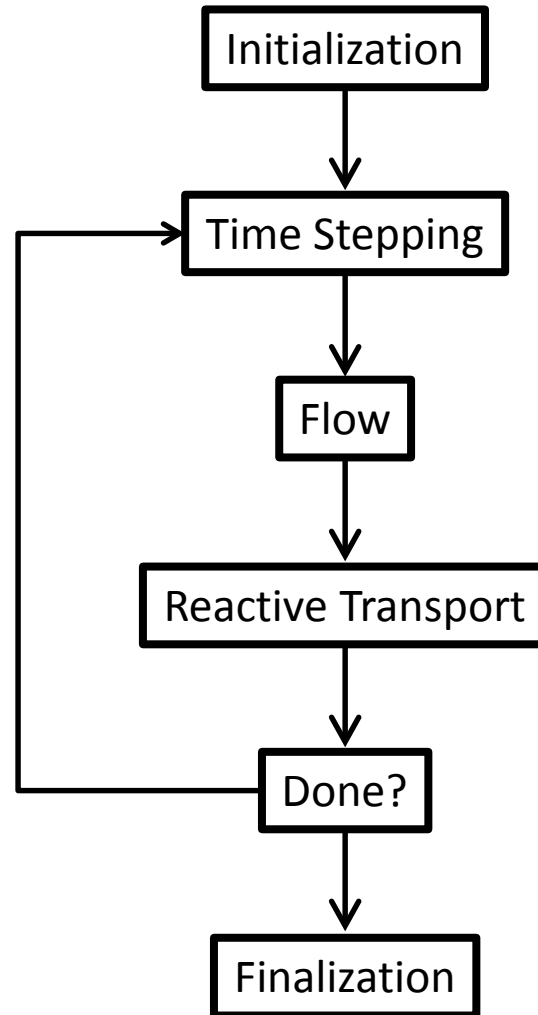 Initialization
Time Stepping
Flow
Reactive Transport
Done?
Finalization